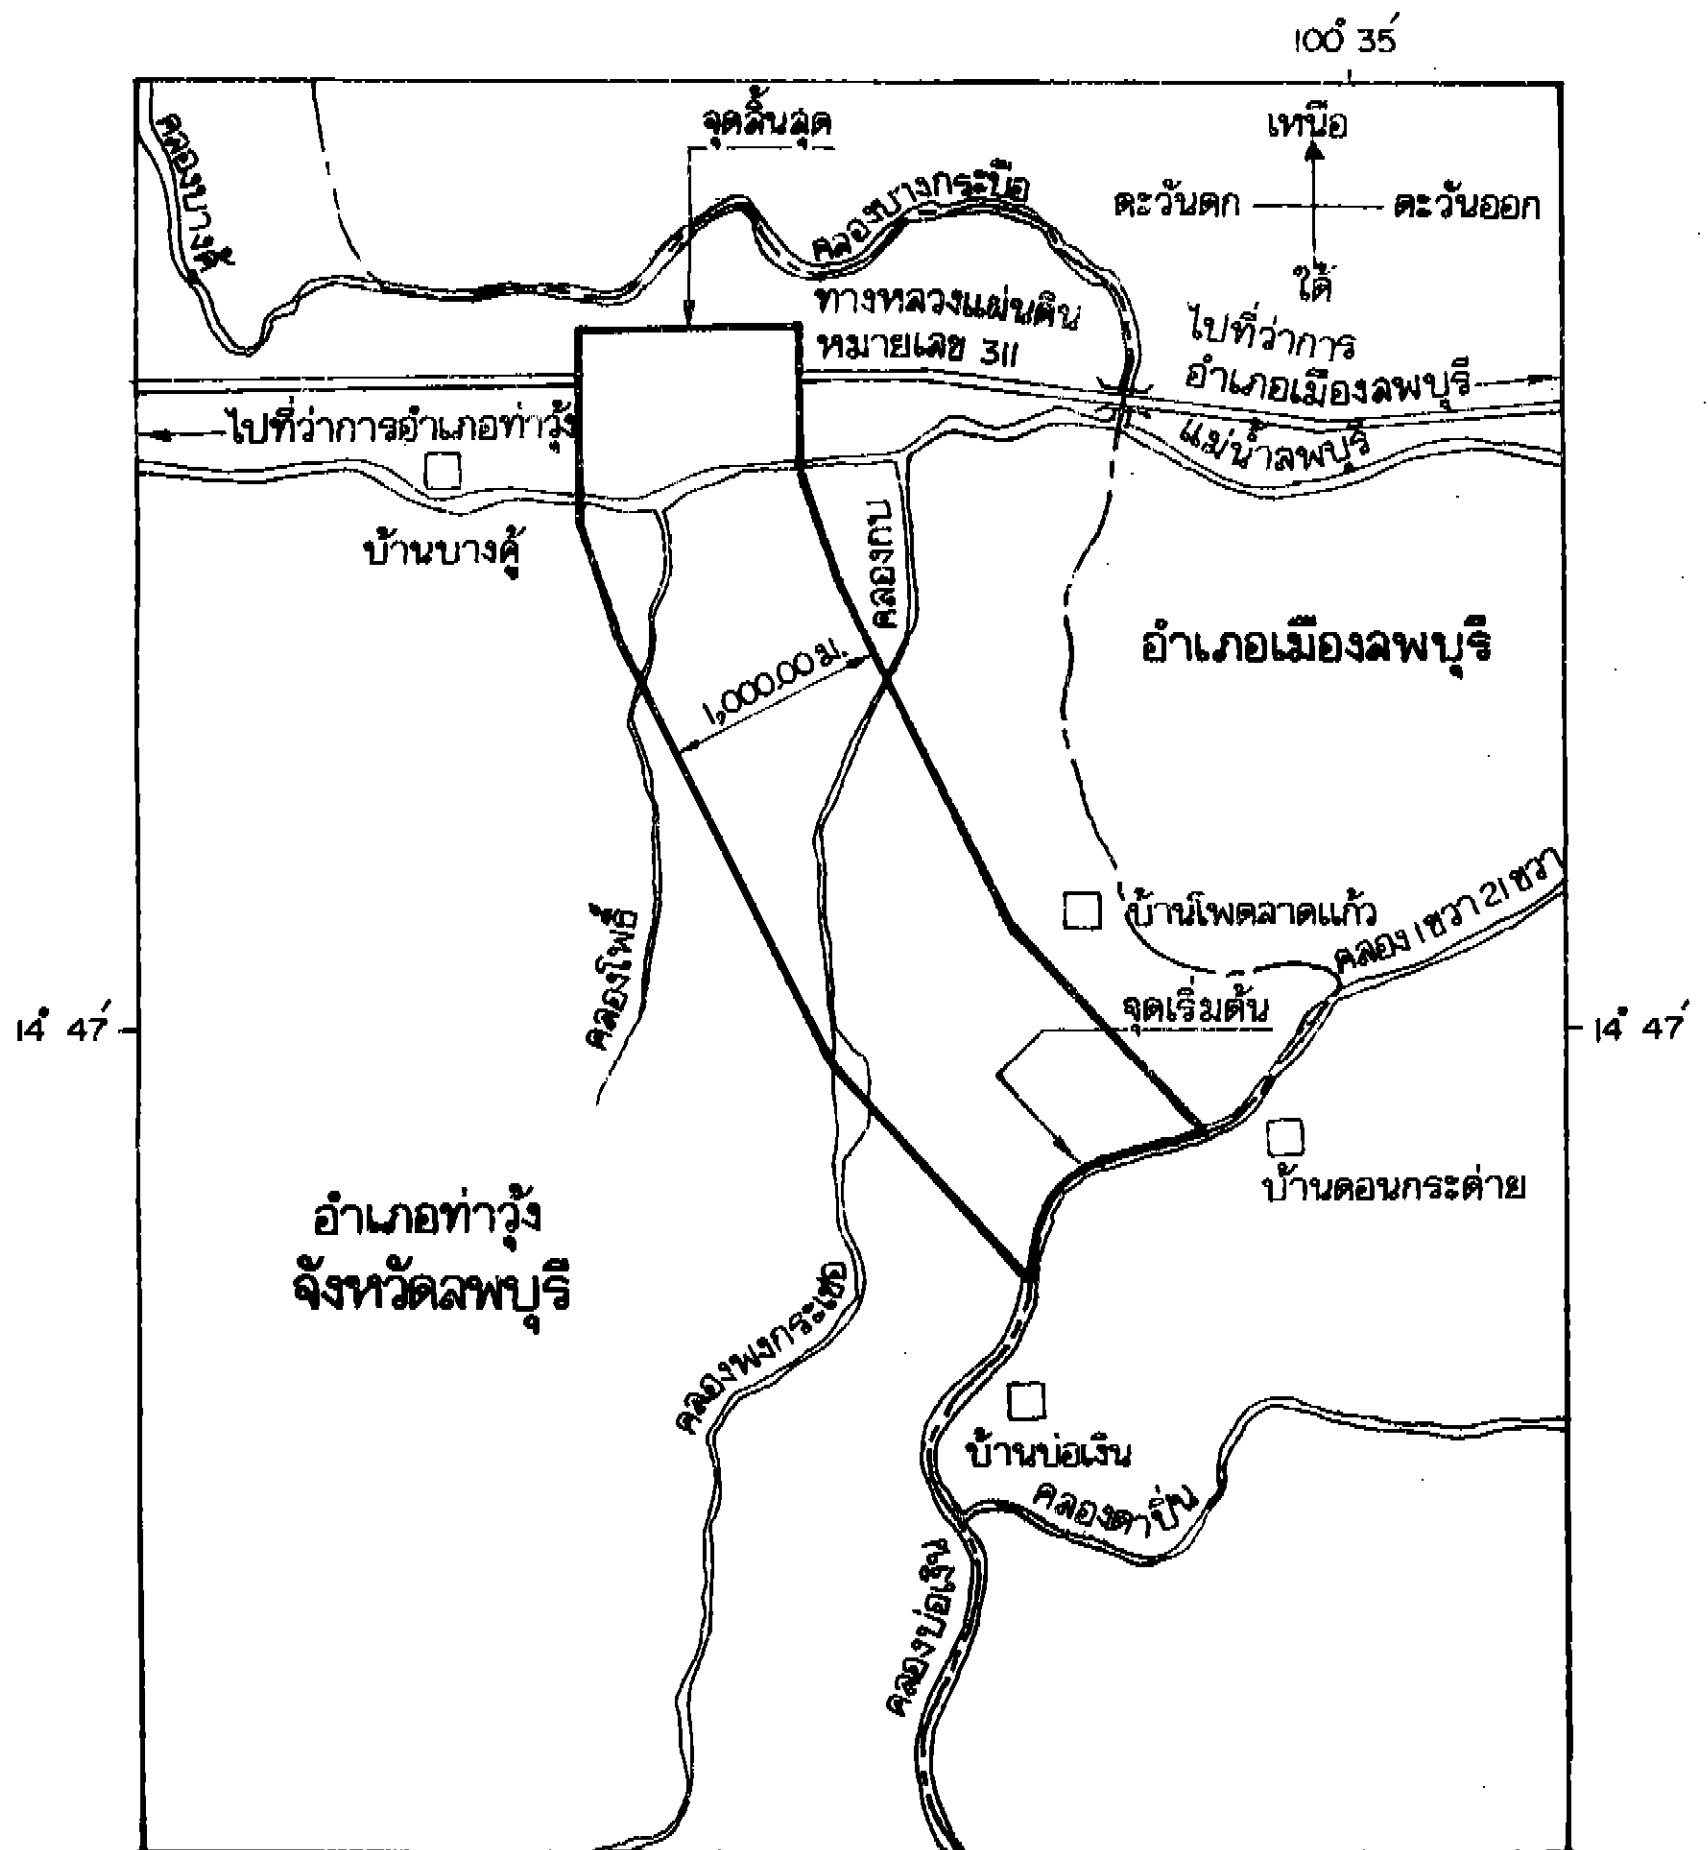 100° 35′
จุดสิ้นสุด
เหนือ
ตะวันตก
ตะวันออก
ใต้
คลองบางคู้
คลองบางกระบือ
ทางหลวงแผ่นดิน
หมายเลข 311
ไปที่ว่าการ
อำเภอเมืองลพบุรี
ไปที่ว่าการอำเภอท่าวุ้ง
แม่น้ำลพบุรี
บ้านบางคู้
คลองกบ
1,000.00 ม.
อำเภอเมืองลพบุรี
บ้านโพตลาดแก้ว
คลอง 1 ขวา 21 ขวา
คลองโพธิ์
จุดเริ่มต้น
14° 47′
14° 47′
บ้านดอนกระต่าย
อำเภอท่าวุ้ง
จังหวัดลพบุรี
คลองพงกระเชอ
บ้านบ่อเงิน
คลองตาปิ่น
คลองบ่อเงิน